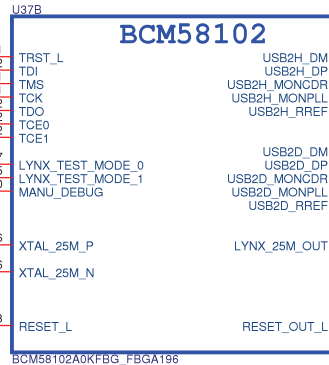 U37B
BCM58102
TRST_L
TDI
TMS
TCK
TDO
TCE0
TCE1
LYNX_TEST_MODE_0
LYNX_TEST_MODE_1
MANU_DEBUG
XTAL_25M_P
XTAL_25M_N
RESET_L
USB2H_DM
USB2H_DP
USB2H_MONCDR
USB2H_MONPLL
USB2H_RREF
USB2D_DM
USB2D_DP
USB2D_MONCDR
USB2D_MONPLL
USB2D_RREF
LYNX_25M_OUT
RESET_OUT_L
BCM58102A0KFBG_FBGA196